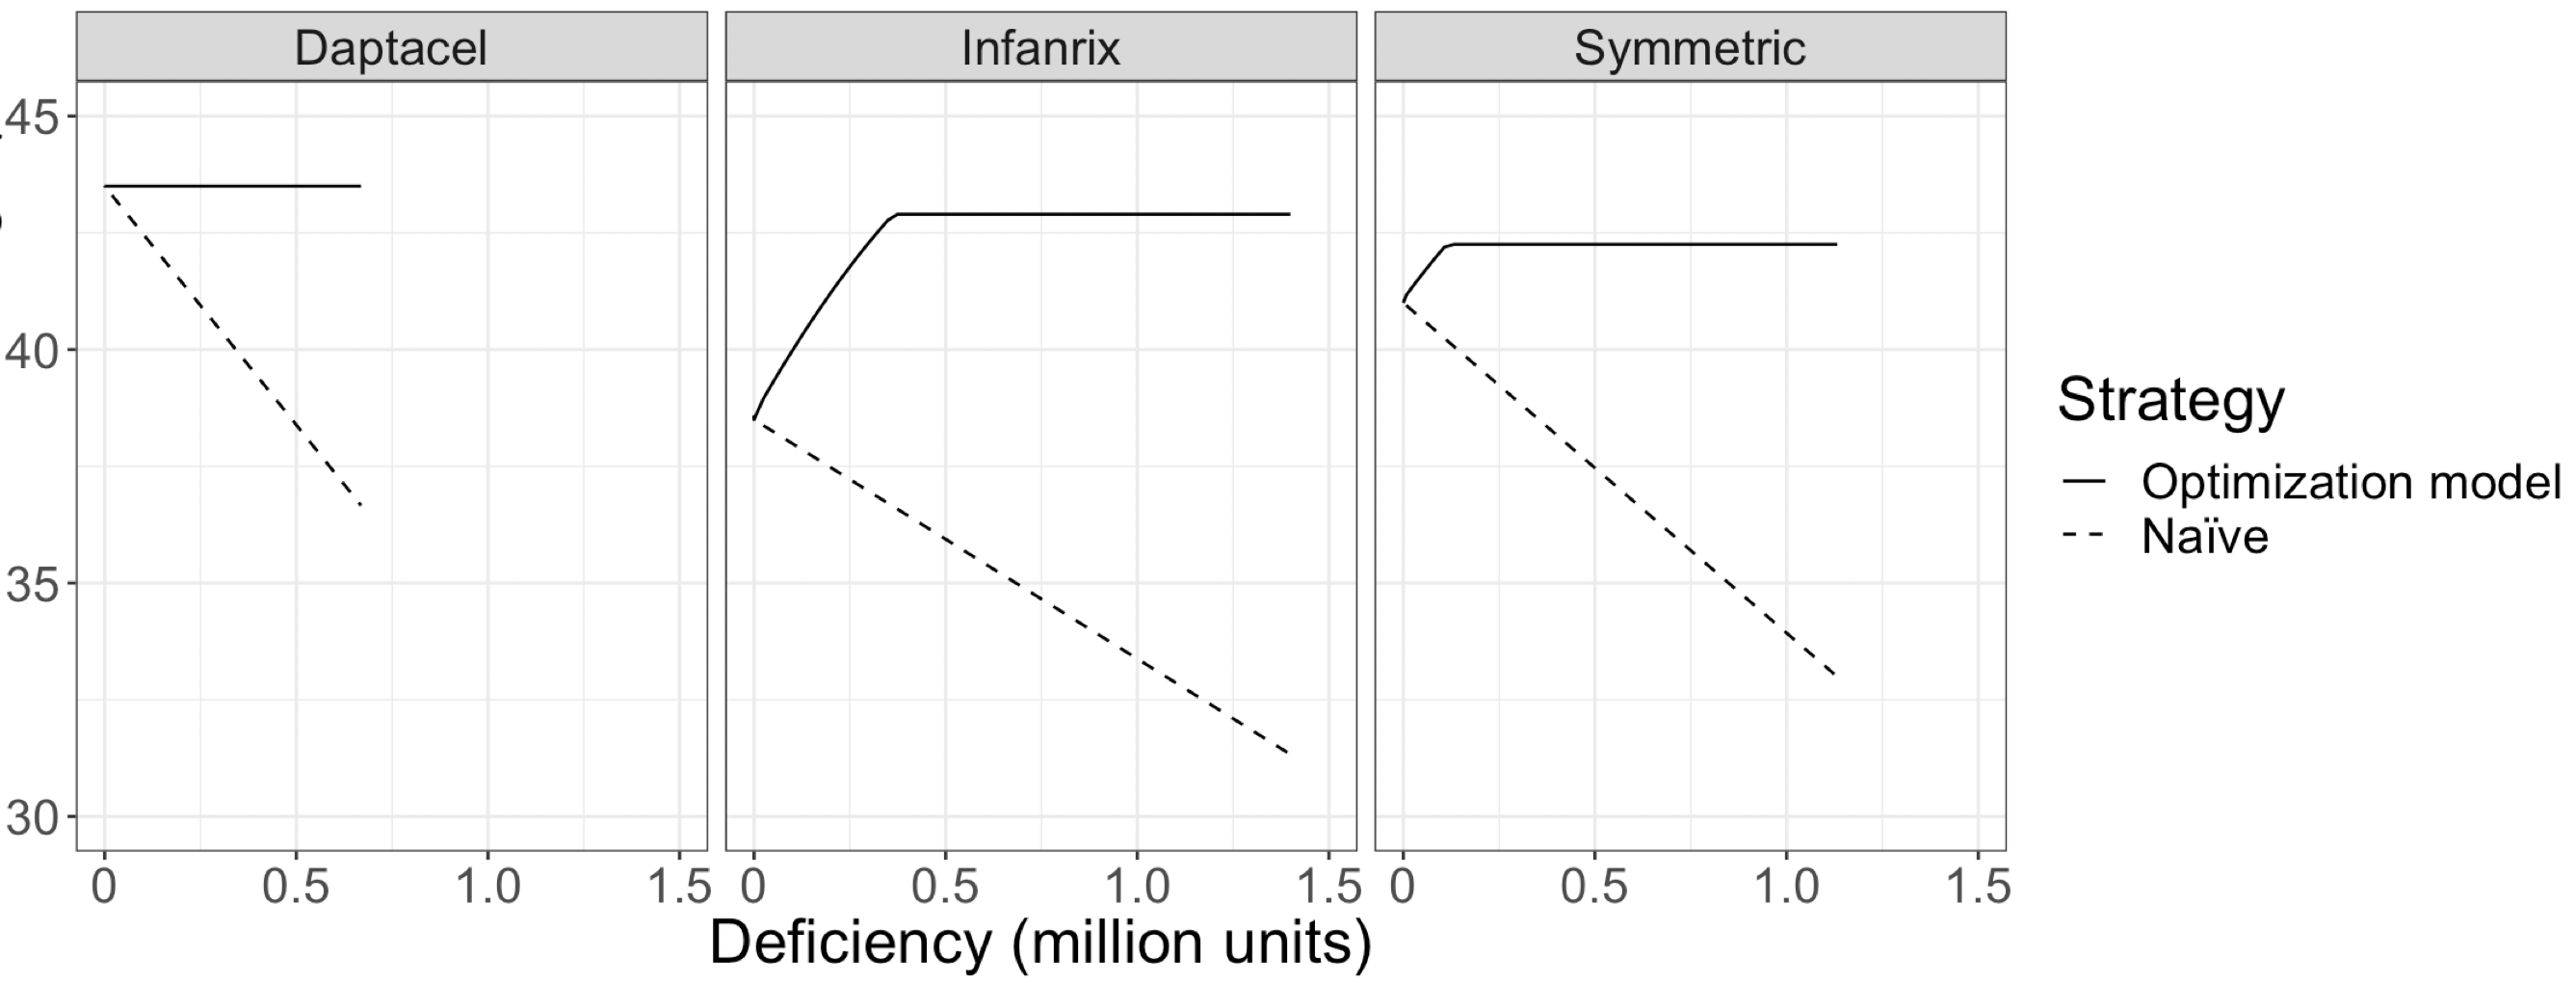 Daptacel Infanrix Symmetric
45
40
35
30
0 0.5 1.0 1.5 0 0.5 1.0 1.5 0 0.5 1.0 1.5
Deficiency (million units)
Strategy
Optimization model
Naïve